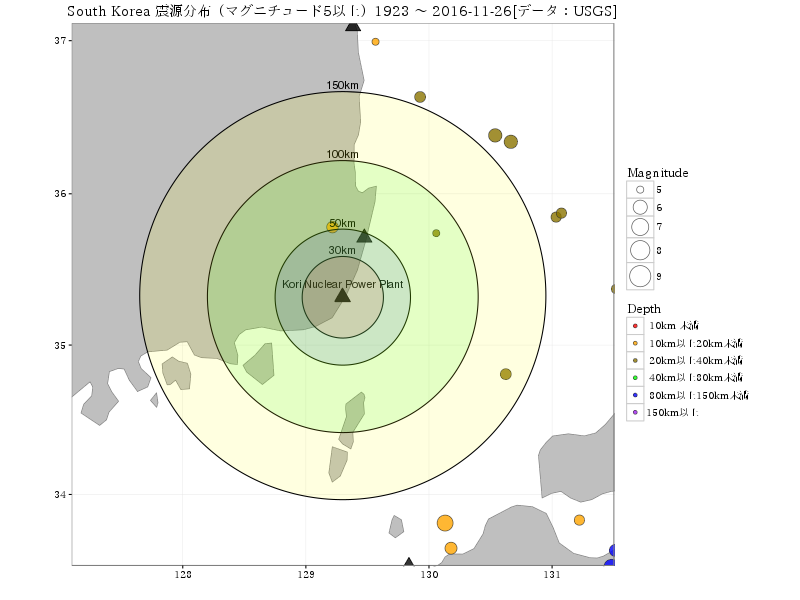 South Korea 震源分布（マグニチュード5以上）1923 ～ 2016-11-26[データ：USGS]
37
36
35
34
128
129
130
131
150km
100km
50km
30km
Kori Nuclear Power Plant
Magnitude
5
6
7
8
9
Depth
10km 未満
10km以上20km未満
20km以上40km未満
40km以上80km未満
80km以上150km未満
150km以上